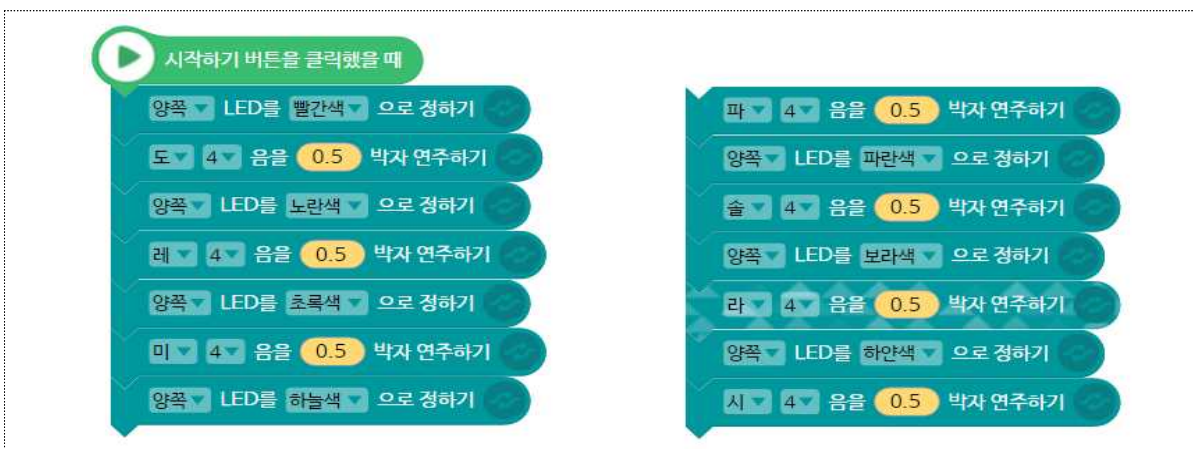 시작하기 버튼을 클릭했을 때
양쪽 LED를 빨간색 으로 정하기
도 4 음을 0.5 박자 연주하기
양쪽 LED를 노란색 으로 정하기
레 4 음을 0.5 박자 연주하기
양쪽 LED를 초록색 으로 정하기
미 4 음을 0.5 박자 연주하기
양쪽 LED를 하늘색 으로 정하기
파 4 음을 0.5 박자 연주하기
양쪽 LED를 파란색 으로 정하기
솔 4 음을 0.5 박자 연주하기
양쪽 LED를 보라색 으로 정하기
라 4 음을 0.5 박자 연주하기
양쪽 LED를 하얀색 으로 정하기
시 4 음을 0.5 박자 연주하기